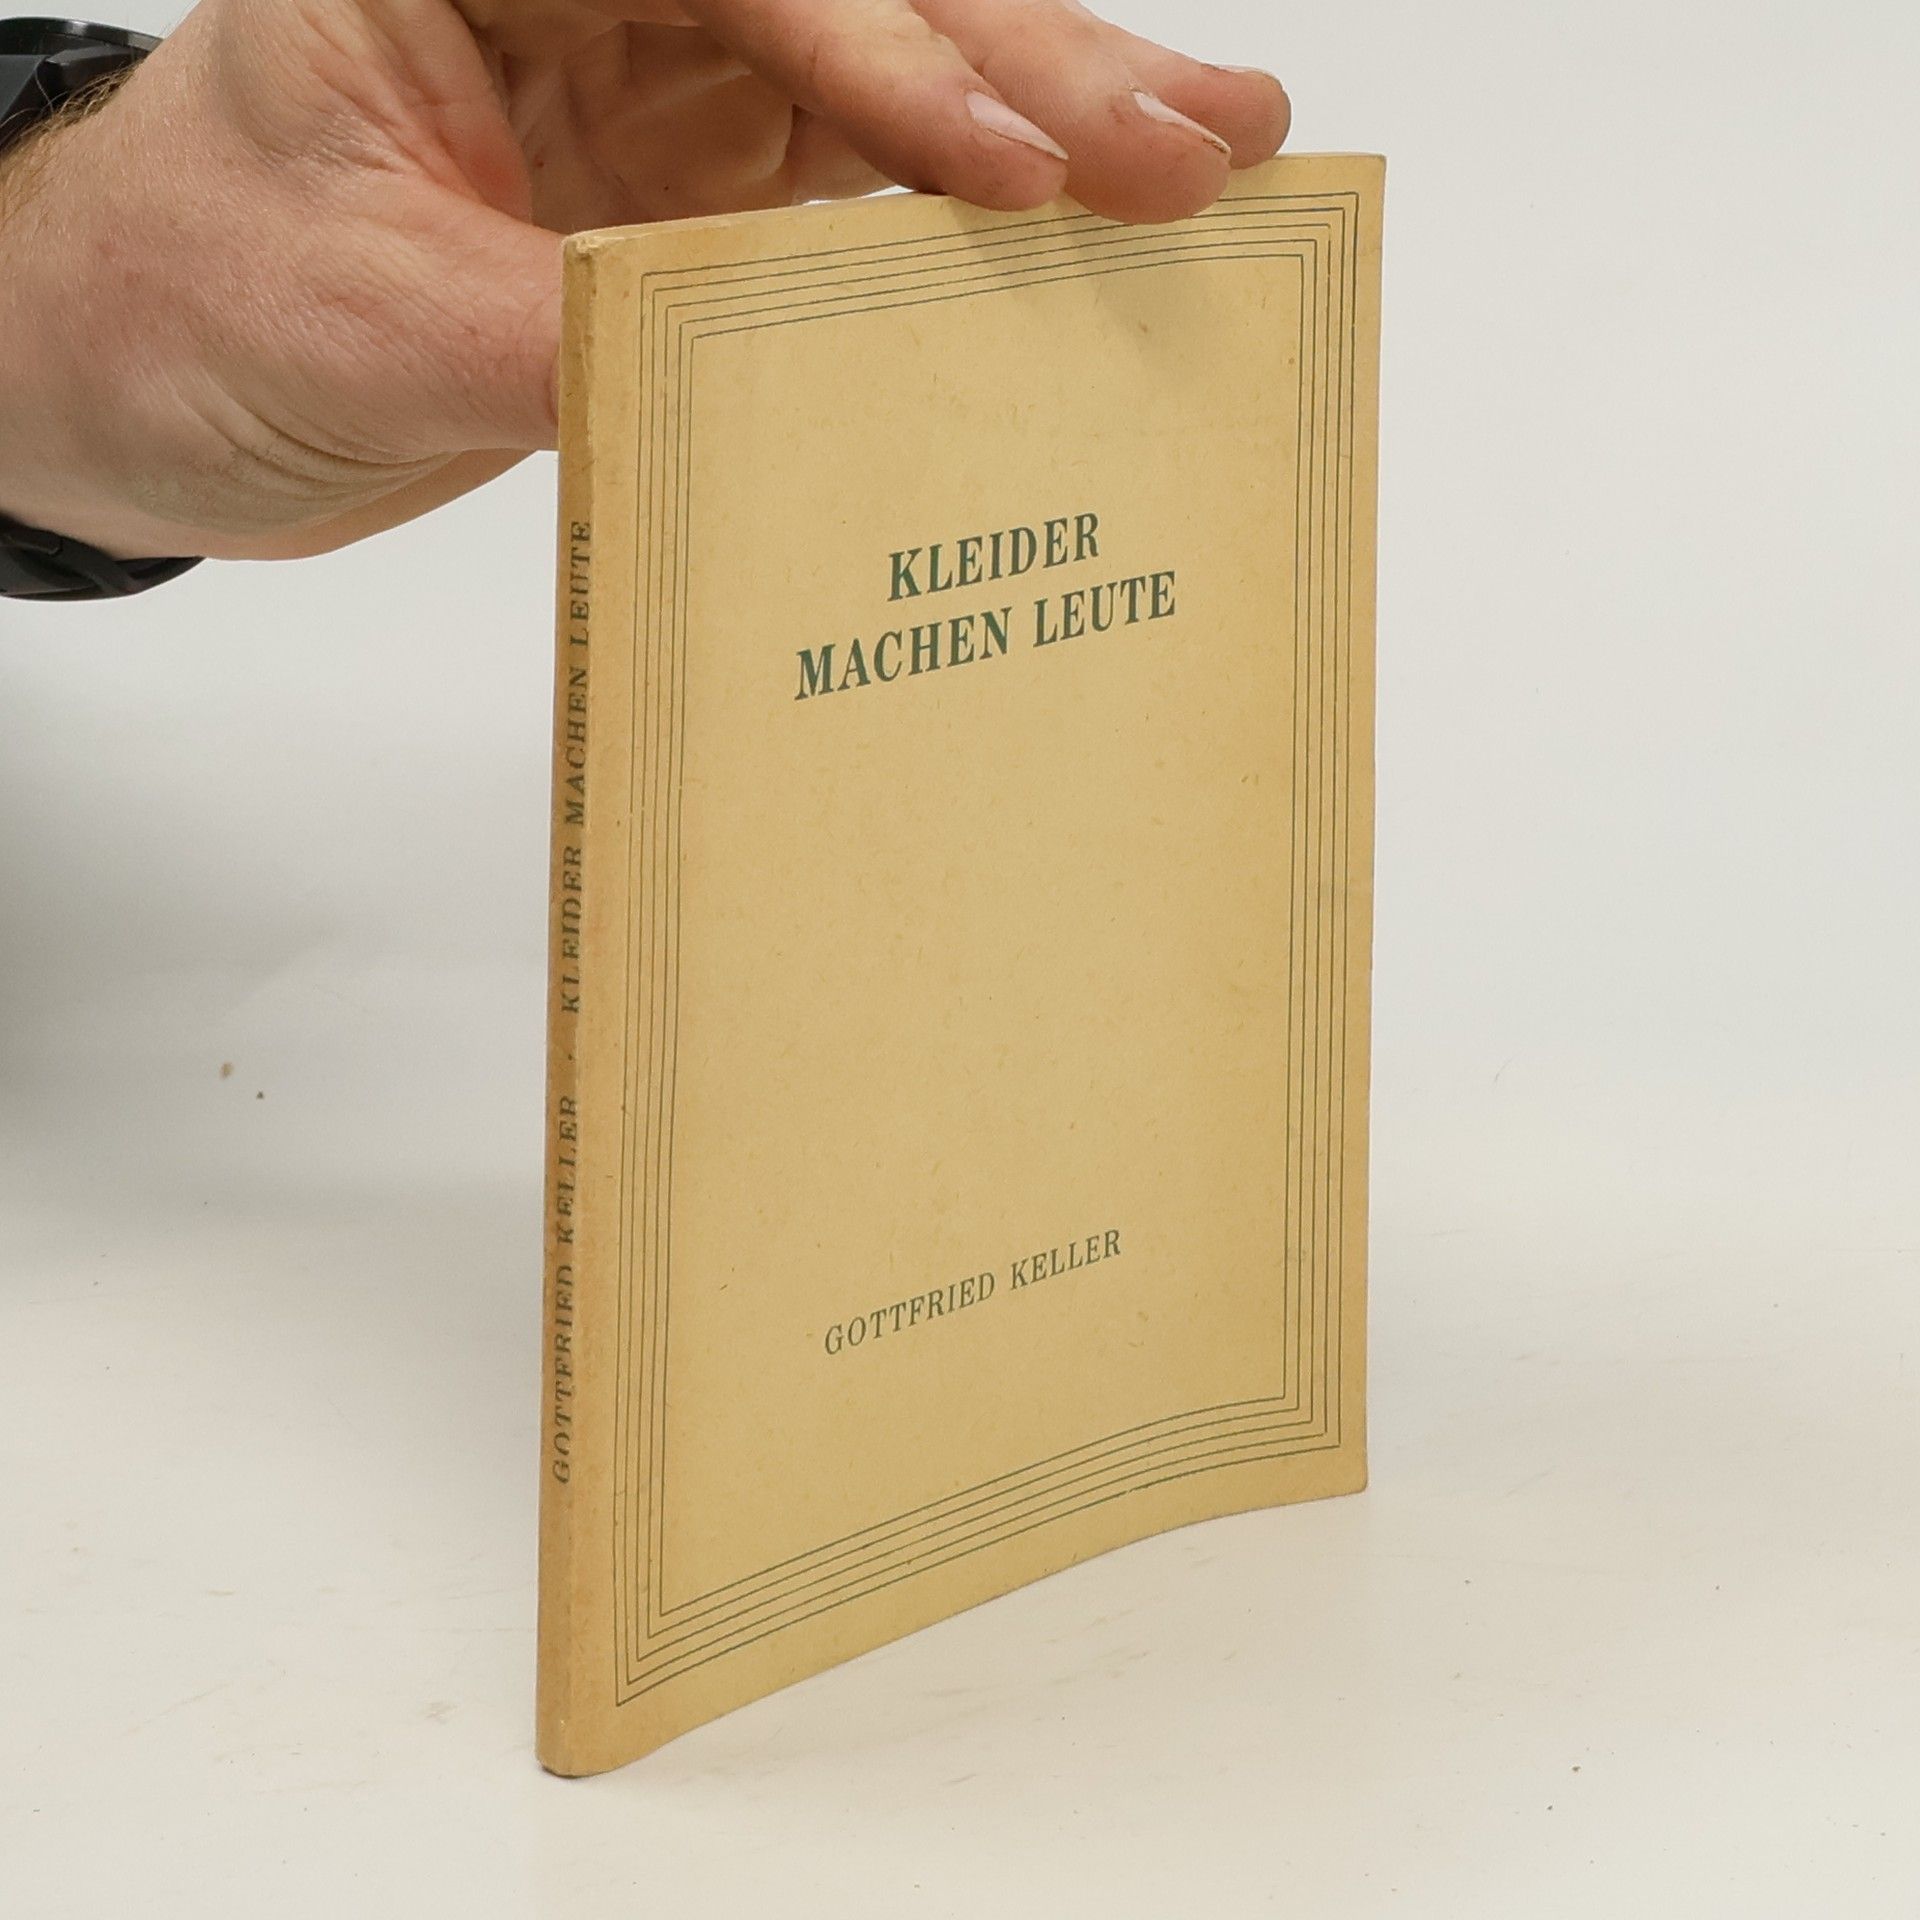 KLEIDER
MACHEN LEUTE
GOTTFRIED KELLER
GOTTFRIED KELLER · KLEIDER MACHEN LEUTE